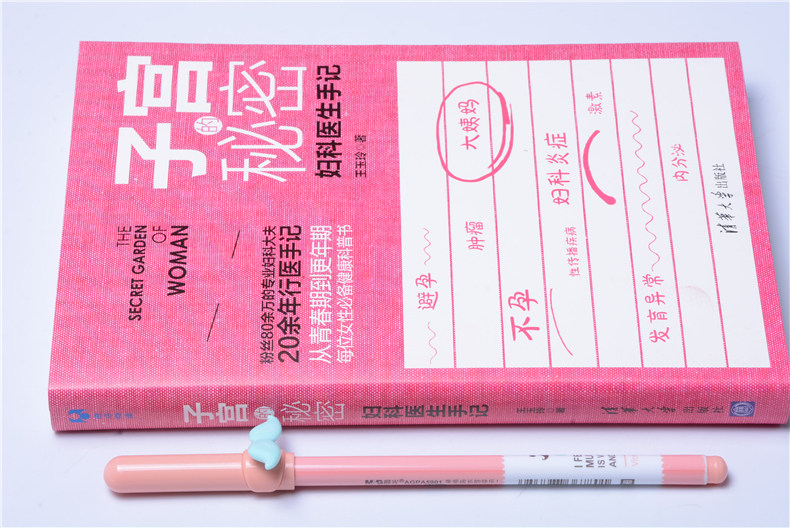 子宫的秘密
妇科医生手记
王玉玲◎著
THE
SECRET GARDEN
OF
WOMAN
粉丝80余万的专业妇科大夫
20余年行医手记
从青春期到更年期
每位女性必备健康科普书
大姨妈
避孕
肿瘤
妇科炎症
激素
不孕
性传播疾病
内分泌
发育异常
清华大学出版社
子宫的秘密
妇科医生手记
王玉玲◎著
清华大学出版社
M&G
AGPA5901
I FE
MU
IS
AN